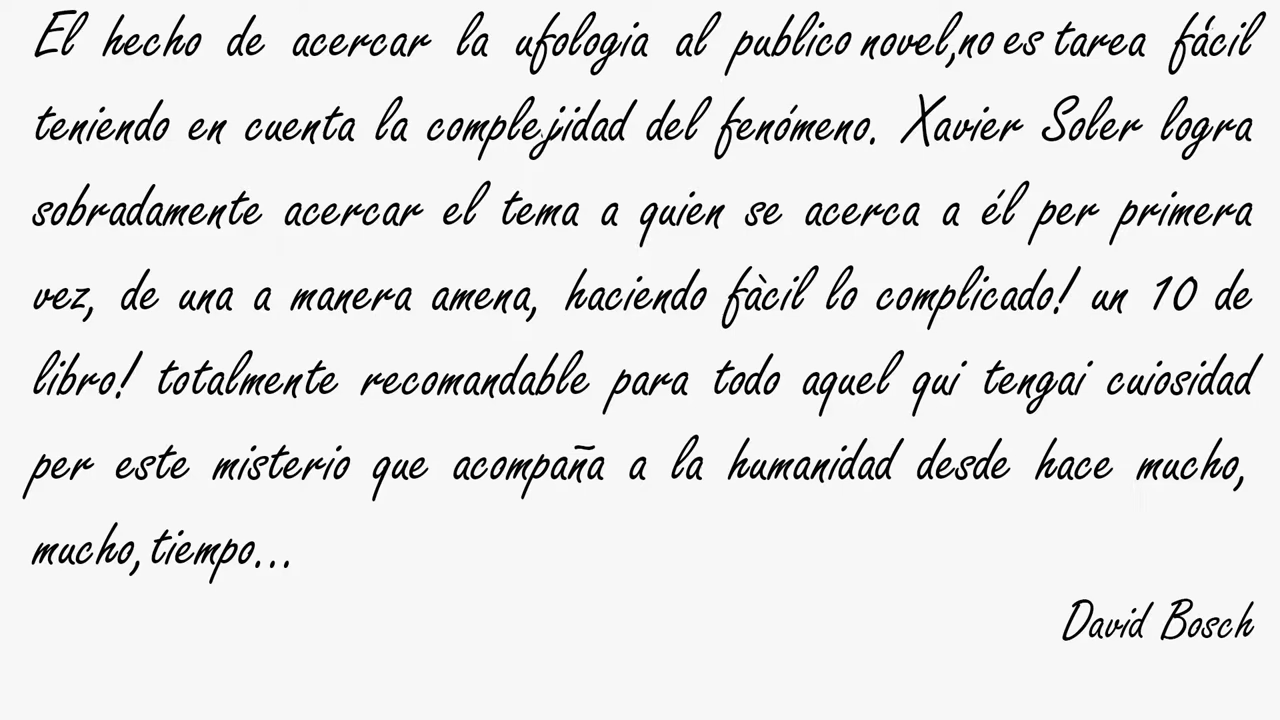 El hecho de acercar la ufologia al publico novel,no es tarea fácil
teniendo en cuenta la complejidad del fenómeno. Xavier Soler logra
sobradamente acercar el tema a quien se acerca a él per primera
vez, de una a manera amena, haciendo fàcil lo complicado! un 10 de
libro! totalmente recomandable para todo aquel qui tengai cuiosidad
per este misterio que acompaña a la humanidad desde hace mucho,
mucho,tiempo...
David Bosch